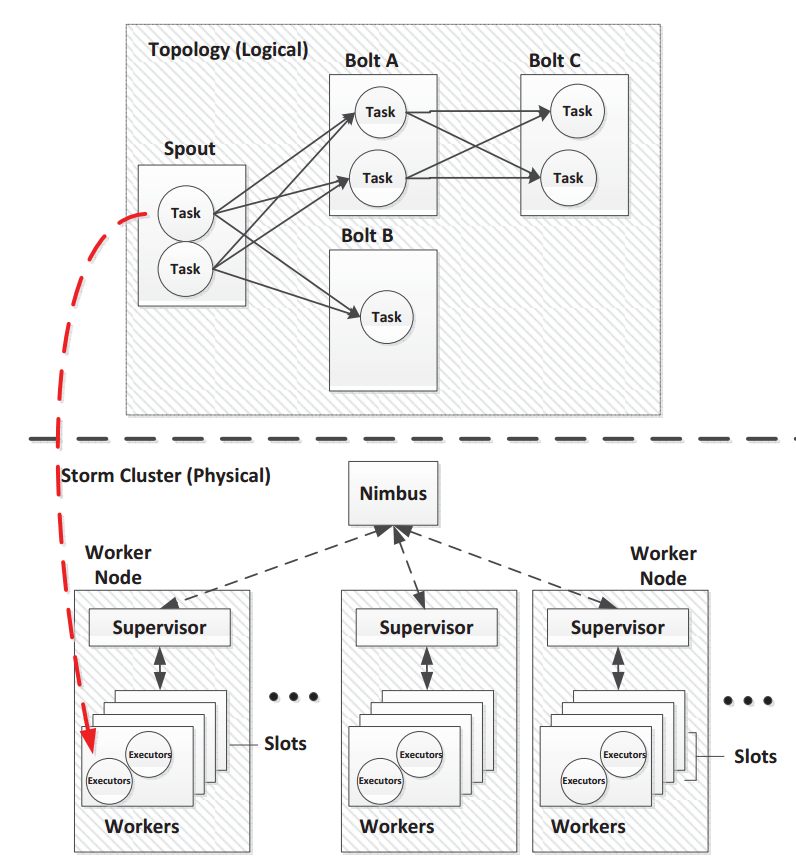 Topology (Logical)
Bolt A
Bolt C
Task
Task
Spout
Task
Task
Task
Bolt B
Task
Task
Storm Cluster (Physical)
Nimbus
Worker
Node
Worker
Node
Supervisor
Supervisor
Supervisor
Slots
Executors
Executors
Executors
Slots
Executors
Executors
Executors
Workers
Workers
Workers